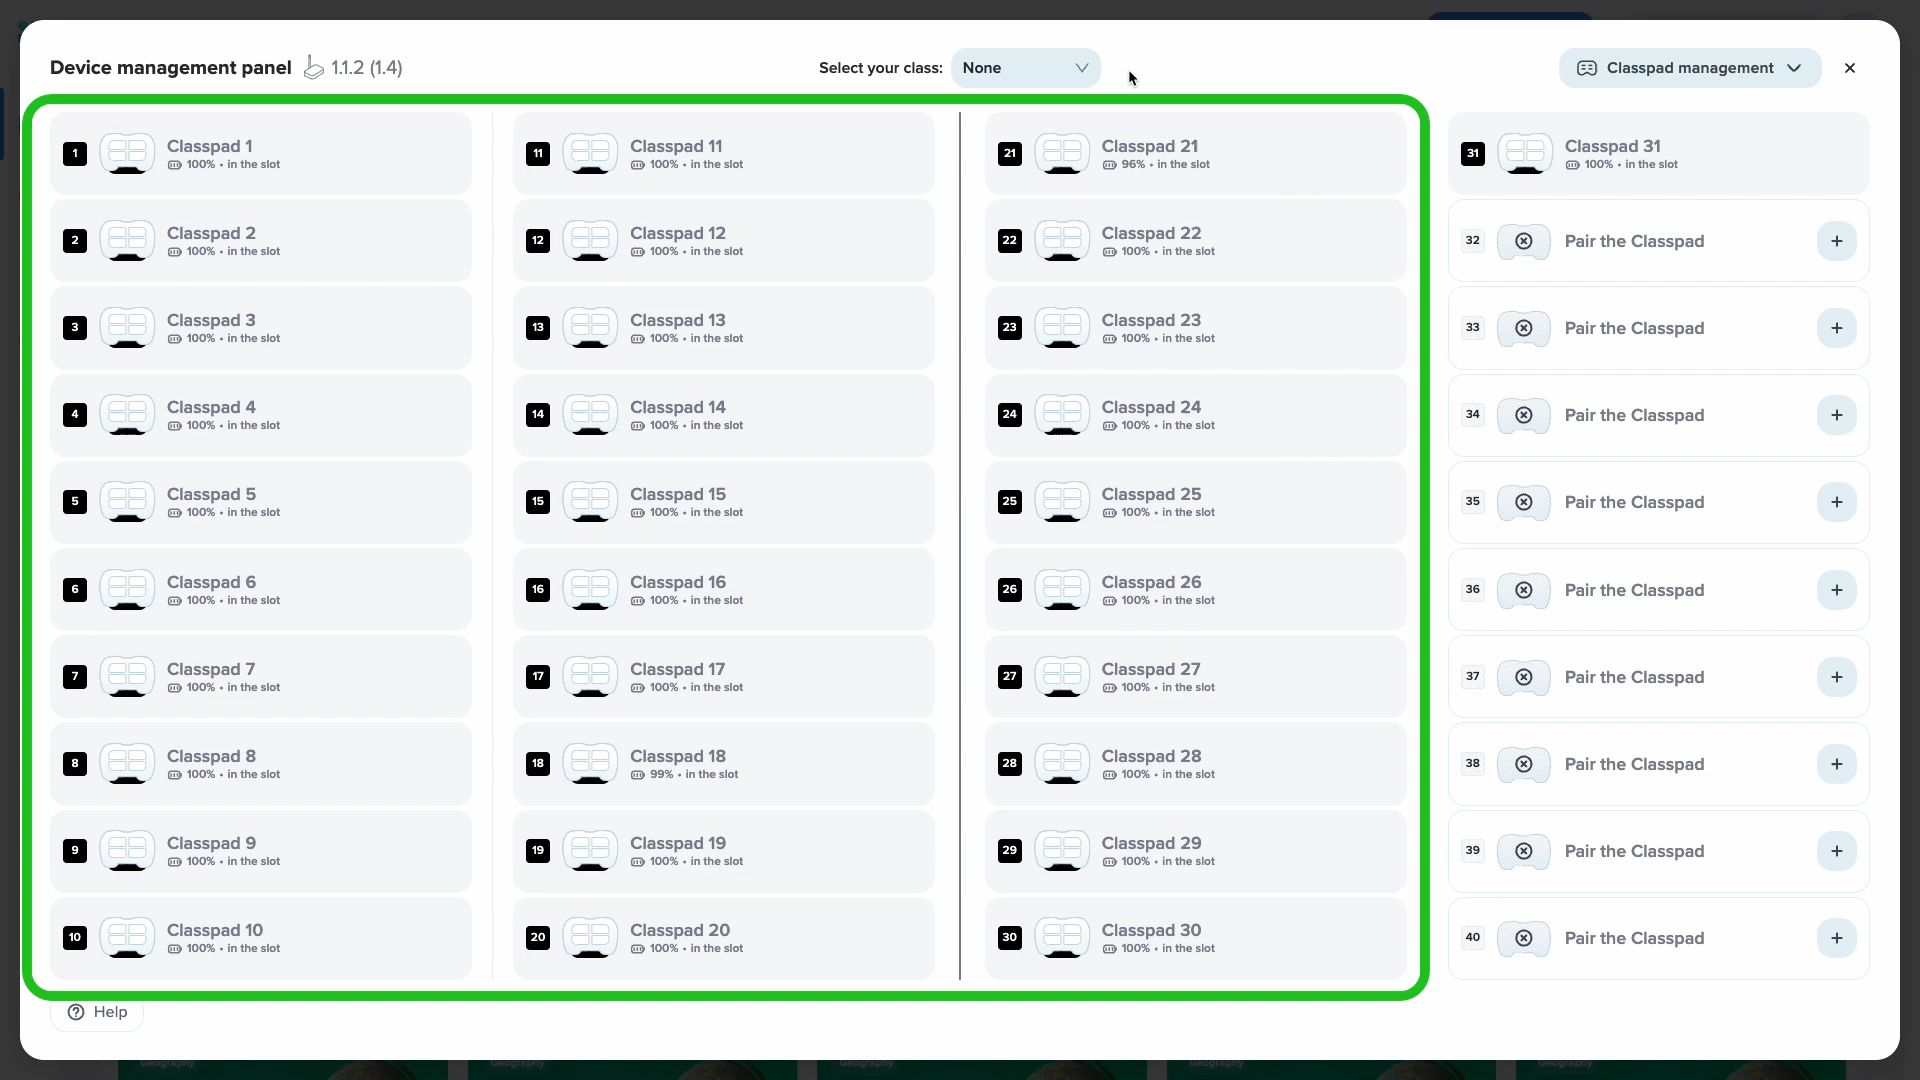 Device management panel 1.1.2 (1.4)
Select your class: None
Classpad management
1 Classpad 1
100% • in the slot
2 Classpad 2
100% • in the slot
3 Classpad 3
100% • in the slot
4 Classpad 4
100% • in the slot
5 Classpad 5
100% • in the slot
6 Classpad 6
100% • in the slot
7 Classpad 7
100% • in the slot
8 Classpad 8
100% • in the slot
9 Classpad 9
100% • in the slot
10 Classpad 10
100% • in the slot
11 Classpad 11
100% • in the slot
12 Classpad 12
100% • in the slot
13 Classpad 13
100% • in the slot
14 Classpad 14
100% • in the slot
15 Classpad 15
100% • in the slot
16 Classpad 16
100% • in the slot
17 Classpad 17
100% • in the slot
18 Classpad 18
99% • in the slot
19 Classpad 19
100% • in the slot
20 Classpad 20
100% • in the slot
21 Classpad 21
96% • in the slot
22 Classpad 22
100% • in the slot
23 Classpad 23
100% • in the slot
24 Classpad 24
100% • in the slot
25 Classpad 25
100% • in the slot
26 Classpad 26
100% • in the slot
27 Classpad 27
100% • in the slot
28 Classpad 28
100% • in the slot
29 Classpad 29
100% • in the slot
30 Classpad 30
100% • in the slot
31 Classpad 31
100% • in the slot
32 Pair the Classpad
33 Pair the Classpad
34 Pair the Classpad
35 Pair the Classpad
36 Pair the Classpad
37 Pair the Classpad
38 Pair the Classpad
39 Pair the Classpad
40 Pair the Classpad
Help
Geography Geography Geography Geography Geography